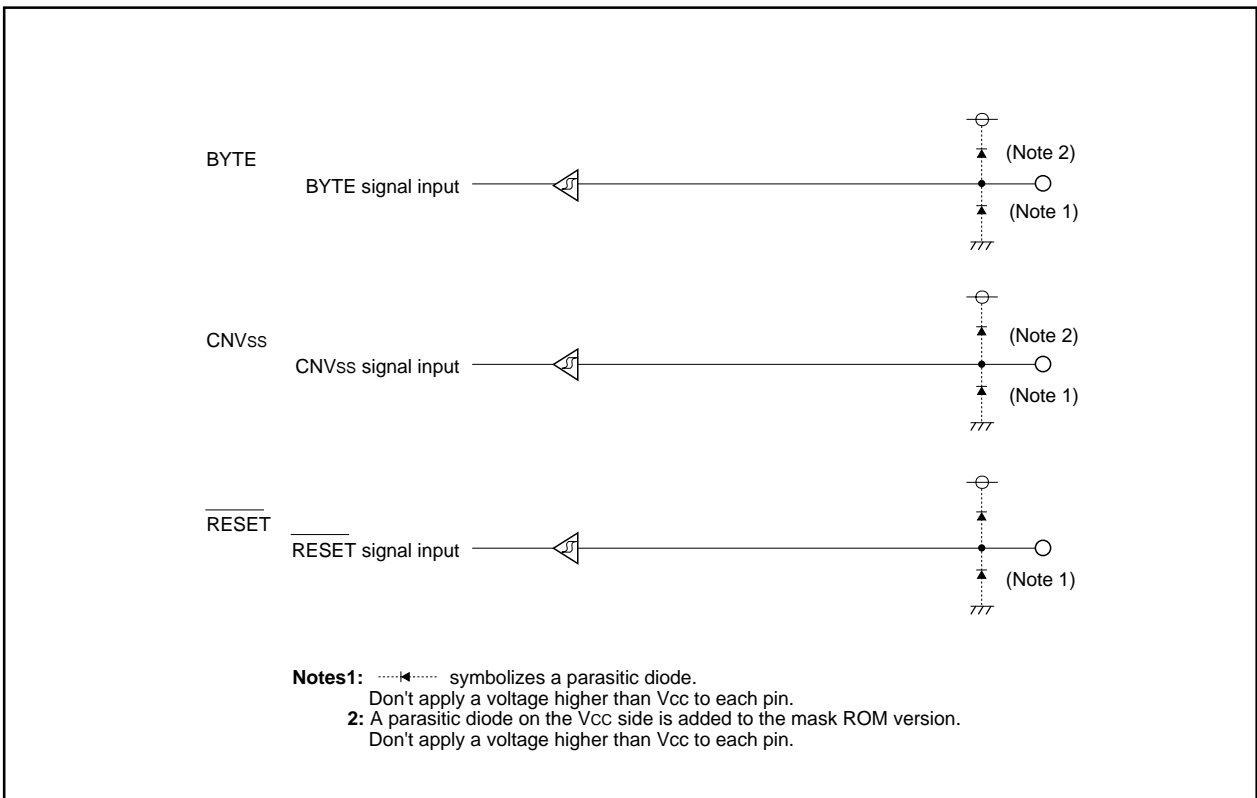 BYTE
BYTE signal input
(Note 2)
(Note 1)
CNVss
CNVss signal input
(Note 2)
(Note 1)
RESET
RESET signal input
(Note 1)
Notes1: symbolizes a parasitic diode.
Don't apply a voltage higher than Vcc to each pin.
2: A parasitic diode on the VCC side is added to the mask ROM version.
Don't apply a voltage higher than Vcc to each pin.